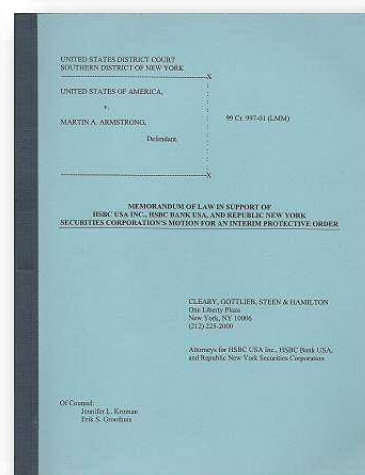 UNITED STATES DISTRICT COURT
SOUTHERN DISTRICT OF NEW YORK
UNITED STATES OF AMERICA,
v.
MARTIN A. ARMSTRONG,
Defendant.
99 Cr. 997-01 (LMM)
MEMORANDUM OF LAW IN SUPPORT OF
HSBC USA INC., HSBC BANK USA, AND REPUBLIC NEW YORK
SECURITIES CORPORATION'S MOTION FOR AN INTERIM PROTECTIVE ORDER
CLEARY, GOTTLIEB, STEEN & HAMILTON
One Liberty Plaza
New York, NY 10006
(212) 225-2000
Attorneys for HSBC USA Inc., HSBC Bank USA,
and Republic New York Securities Corporation
Of Counsel:
Jennifer L. Kroman
Erik S. Groothuis